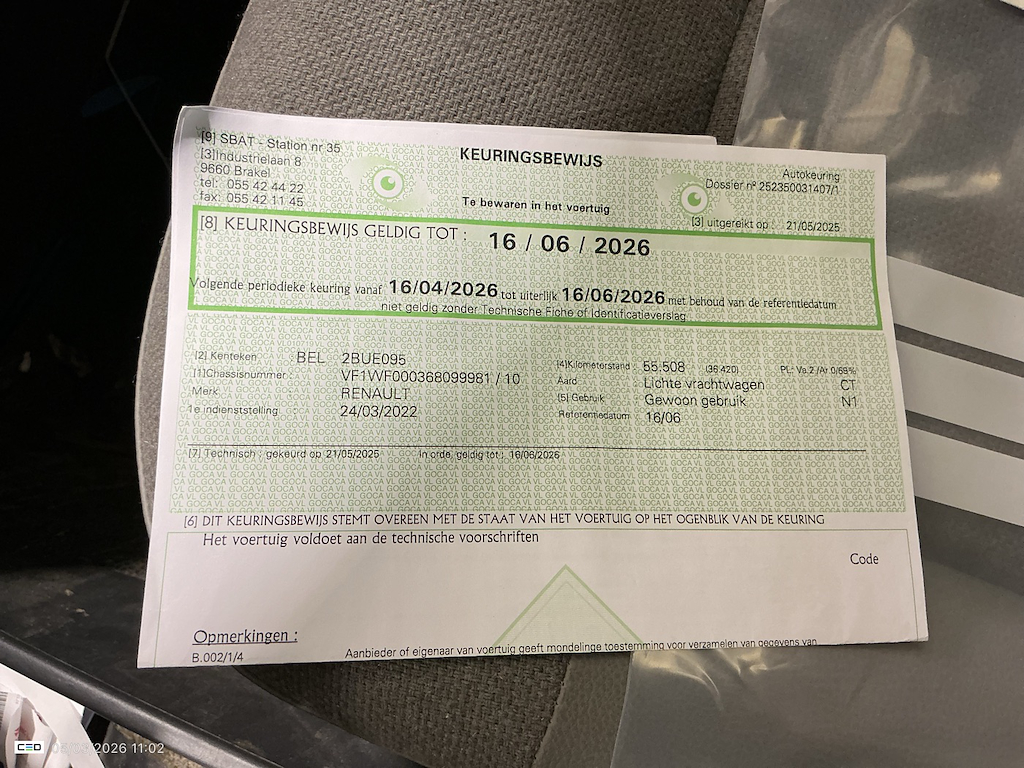 [9] SBAT - Station nr 35
[3]Industrielaan 8
9660 Brakel
tel: 055 42 44 22
fax: 055 42 11 45
KEURINGSBEWIJS
Te bewaren in het voertuig
Autokeuring
Dossier nº 252350031407/1
[3] uitgereikt op : 21/05/2025
[8] KEURINGSBEWIJS GELDIG TOT : 16 / 06 / 2026
Volgende periodieke keuring vanaf 16/04/2026 tot uiterlijk 16/06/2026 met behoud van de referentiedatum
niet geldig zonder Technische Fiche of Identificatieverslag
[2] Kenteken : BEL 2BUE095
[1]Chassisnummer : VF1WF000368099981 / 10
Merk : RENAULT
1e indienststelling : 24/03/2022
[4]Kilometerstand : 55.508 (36 420) PL: Va.2 /Ar 0/69%
Aard : Lichte vrachtwagen CT
[5] Gebruik : Gewoon gebruik N1
Referentiedatum : 16/06
[7] Technisch : gekeurd op 21/05/2025 In orde, geldig tot : 16/06/2026
[6] DIT KEURINGSBEWIJS STEMT OVEREEN MET DE STAAT VAN HET VOERTUIG OP HET OGENBLIK VAN DE KEURING
Het voertuig voldoet aan de technische voorschriften
Code
Opmerkingen :
B.002/1/4
Aanbieder of eigenaar van voertuig geeft mondelinge toestemming voor verzamelen van gegevens van
2026 11:02